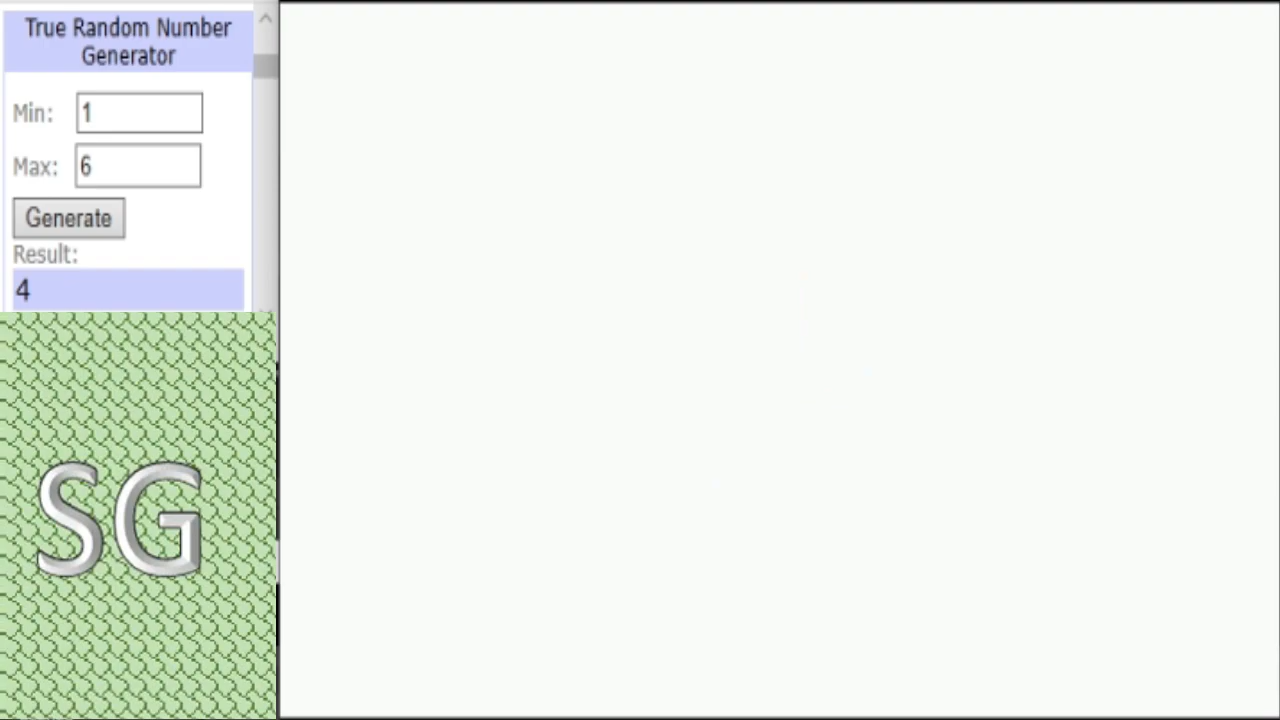 True Random Number
Generator
Min: 1
Max: 6
Generate
Result:
4
SG